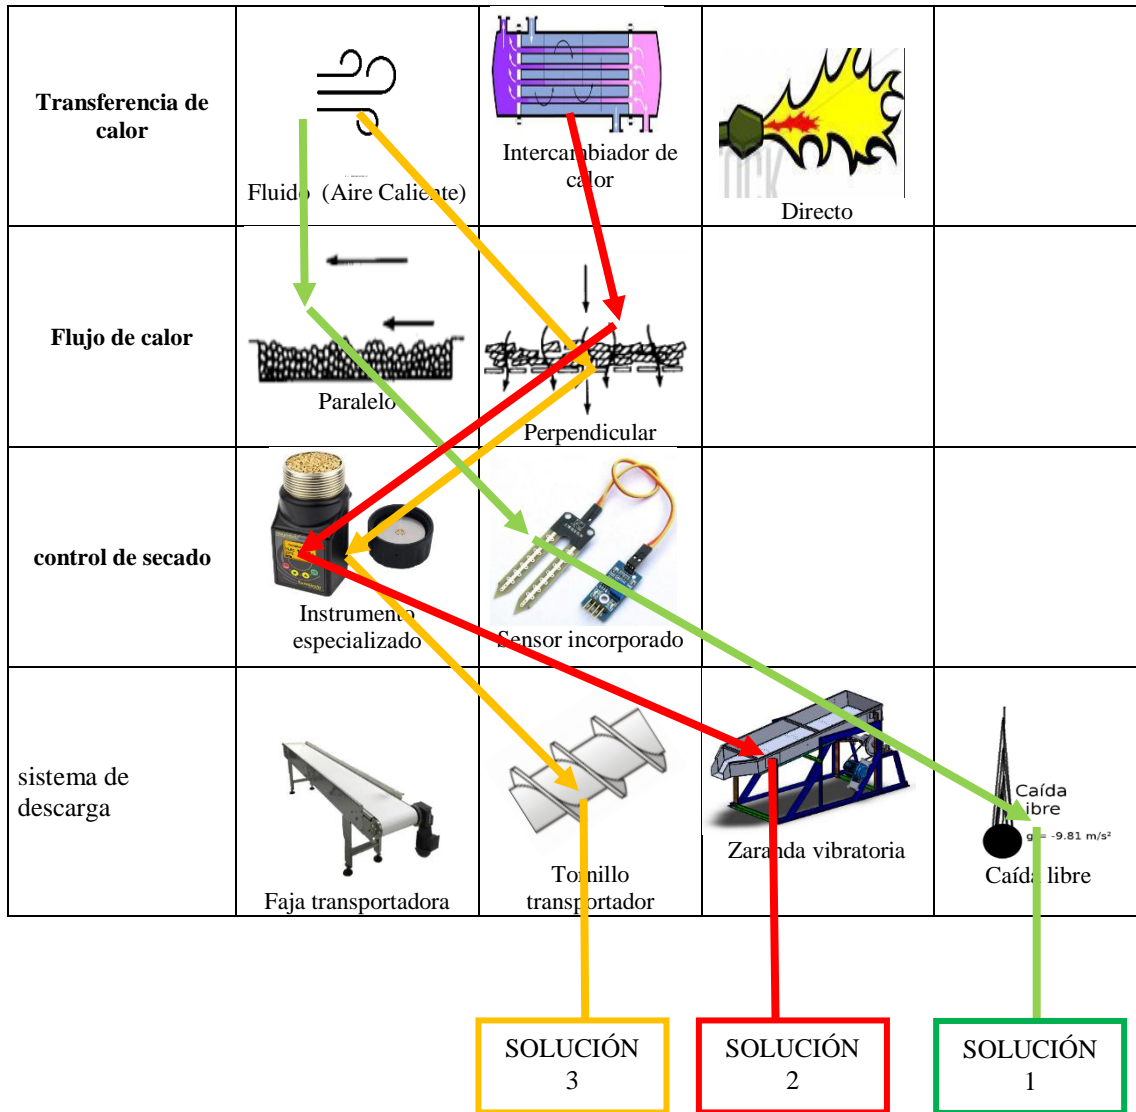 Transferencia de
calor
Fluido (Aire Caliente)
Intercambiador de
calor
TOCK
Directo
Flujo de calor
Paralelo
Perpendicular
control de secado
Instrumento
especializado
Sensor incorporado
sistema de
descarga
Faja transportadora
Tornillo
transportador
Zaranda vibratoria
Caída
libre
g = -9.81 m/s²
Caída libre
SOLUCIÓN
3
SOLUCIÓN
2
SOLUCIÓN
1